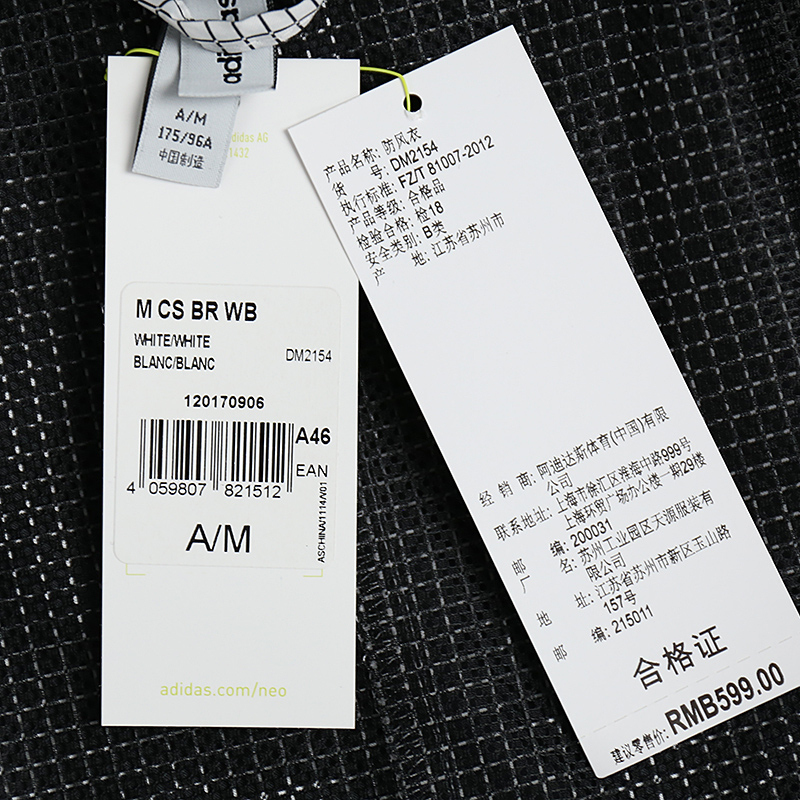 adidas
A/M
175/96A
中国制造
didas AG
1432
M CS BR WB
WHITE/WHITE
BLANC/BLANC
DM2154
120170906
A46
EAN
4 059807 821512
A/M
ASCHINA1114W01
adidas.com/neo
产品名称: 防风衣
货 号: DM2154
执行标准: FZ/T 81007-2012
产品等级: 合格品
检验合格: 检18
安全类别: B类
产 地: 江苏省苏州市
经 销 商: 阿迪达斯体育(中国)有限
公司
联系地址: 上海市徐汇区淮海中路999号
上海环贸广场办公楼一期29楼
邮 编: 200031
厂 名: 苏州工业园区天源服装有
限公司
地 址: 江苏省苏州市新区玉山路
157号
邮 编: 215011
合格证
建议零售价: RMB599.00